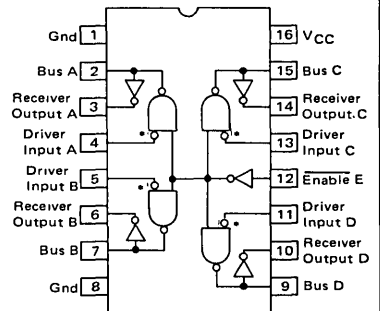 Gnd 1
Bus A 2
Receiver
Output A 3
Driver
Input A 4
Driver
Input B 5
Receiver
Output B 6
Bus B 7
Gnd 8
16 VCC
15 Bus C
14 Receiver
Output.C
13 Driver
Input C
12 Enable E
11 Driver
Input D
10 Receiver
Output D
9 Bus D
*
*
*
*